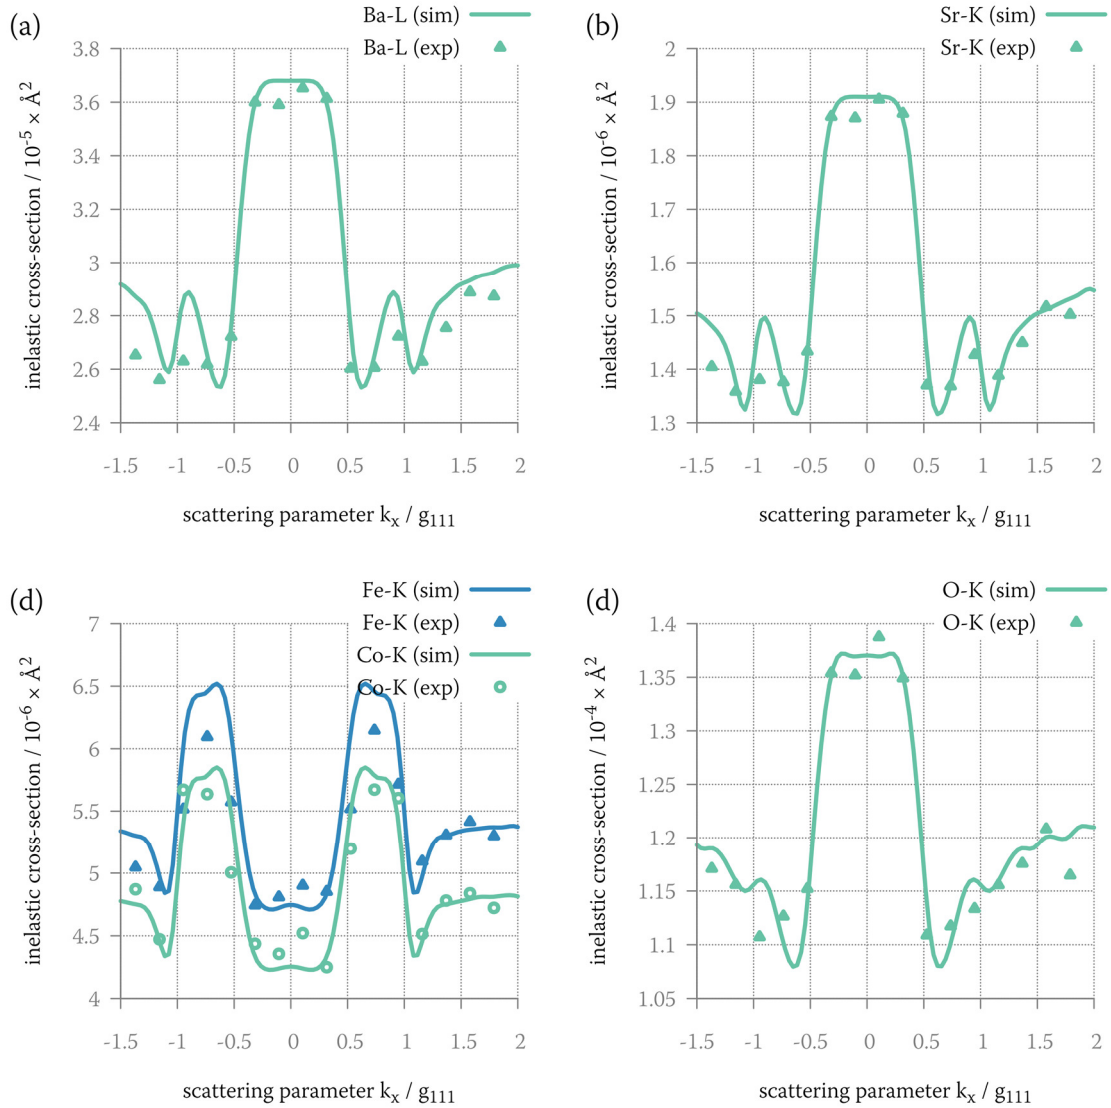 (a)
Ba-L (sim)
Ba-L (exp)
inelastic cross-section / 10⁻⁵ × Å²
3.8
3.6
3.4
3.2
3
2.8
2.6
2.4
-1.5 -1 -0.5 0 0.5 1 1.5 2
scattering parameter kₓ / g₁₁₁
(b)
Sr-K (sim)
Sr-K (exp)
inelastic cross-section / 10⁻⁶ × Å²
2
1.9
1.8
1.7
1.6
1.5
1.4
1.3
-1.5 -1 -0.5 0 0.5 1 1.5 2
scattering parameter kₓ / g₁₁₁
(d)
Fe-K (sim)
Fe-K (exp)
Co-K (sim)
Co-K (exp)
inelastic cross-section / 10⁻⁶ × Å²
7
6.5
6
5.5
5
4.5
4
-1.5 -1 -0.5 0 0.5 1 1.5 2
scattering parameter kₓ / g₁₁₁
(d)
O-K (sim)
O-K (exp)
inelastic cross-section / 10⁻⁴ × Å²
1.4
1.35
1.3
1.25
1.2
1.15
1.1
1.05
-1.5 -1 -0.5 0 0.5 1 1.5 2
scattering parameter kₓ / g₁₁₁